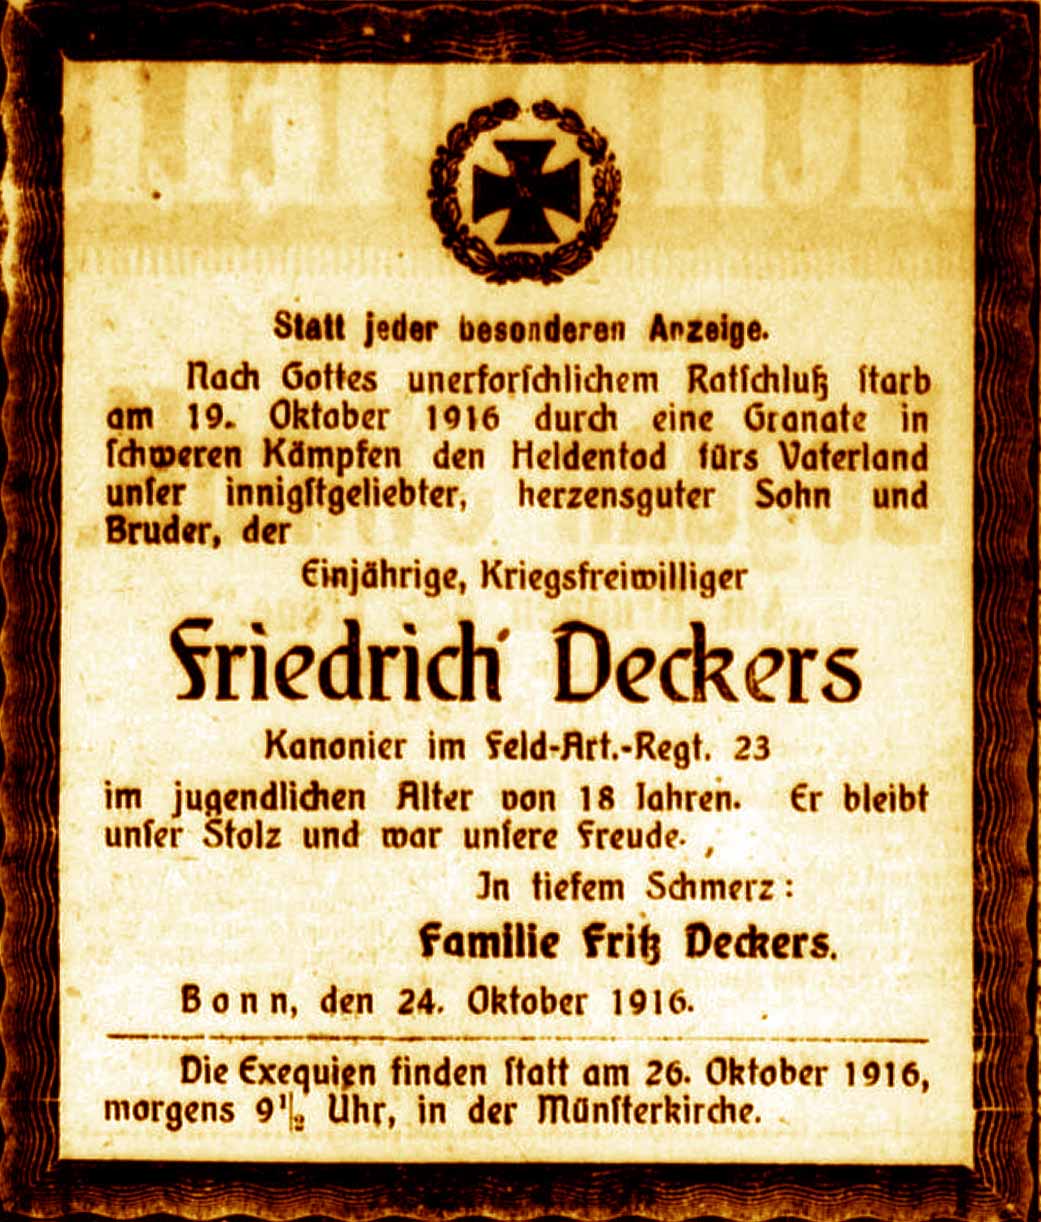 Statt jeder besonderen Anzeige.
Nach Gottes unerforſchlichem Ratſchluß ſtarb
am 19. Oktober 1916 durch eine Granate in
ſchweren Kämpfen den Heldentod fürs Vaterland
unſer innigſtgeliebter, herzensguter Sohn und
Bruder, der
Einjährige, Kriegsfreiwilliger
Friedrich Deckers
Kanonier im Feld-Art.-Regt. 23
im jugendlichen Alter von 18 Jahren. Er bleibt
unſer Stolz und war unſere Freude.
In tiefem Schmerz:
Familie Fritz Deckers.
Bonn, den 24. Oktober 1916.
Die Exequien finden ſtatt am 26. Oktober 1916,
morgens 9½ Uhr, in der Münſterkirche.